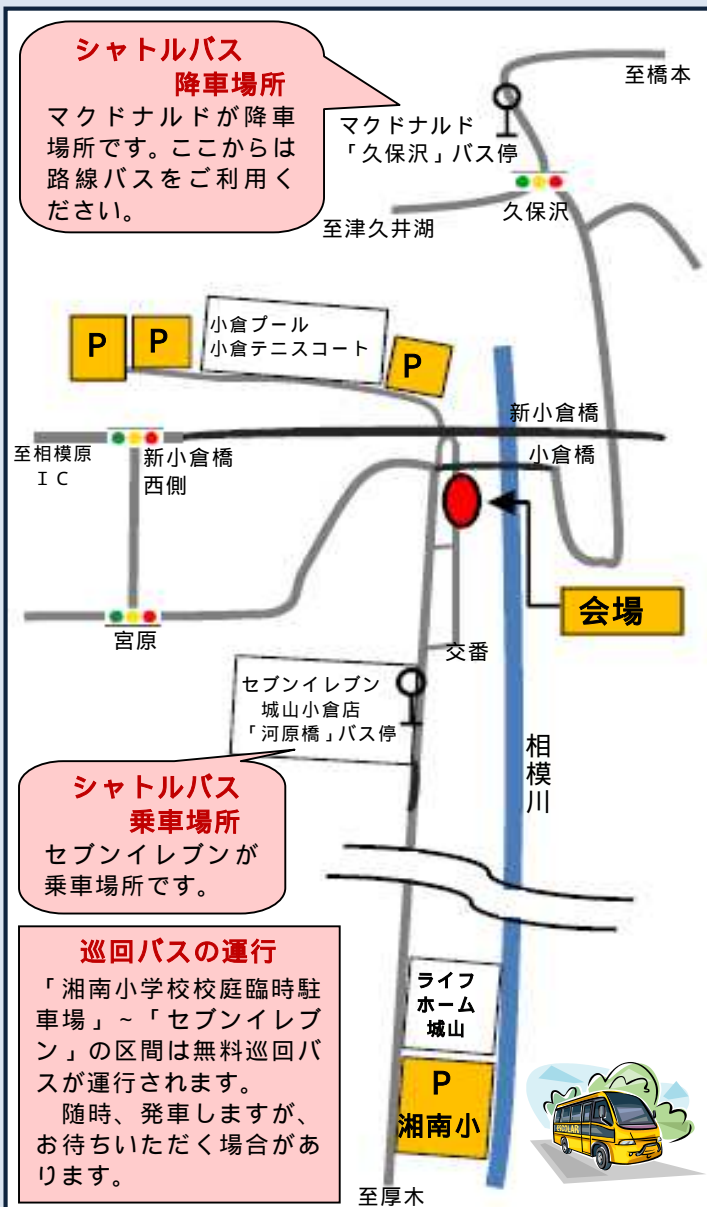 シャトルバス
降車場所
マクドナルドが降車
場所です。ここからは
路線バスをご利用く
ださい。
至橋本
マクドナルド
「久保沢」バス停
久保沢
至津久井湖
P
P
小倉プール
小倉テニスコート
P
新小倉橋
小倉橋
至相模原
ＩＣ
新小倉橋
西側
会場
宮原
交番
セブンイレブン
城山小倉店
「河原橋」バス停
相模川
シャトルバス
乗車場所
セブンイレブンが
乗車場所です。
巡回バスの運行
「湘南小学校校庭臨時駐
車場」~「セブンイレブ
ン」の区間は無料巡回バ
スが運行されます。
随時、発車しますが、
お待ちいただく場合があ
ります。
ライフ
ホーム
城山
P
湘南小
ESCOLAR
至厚木